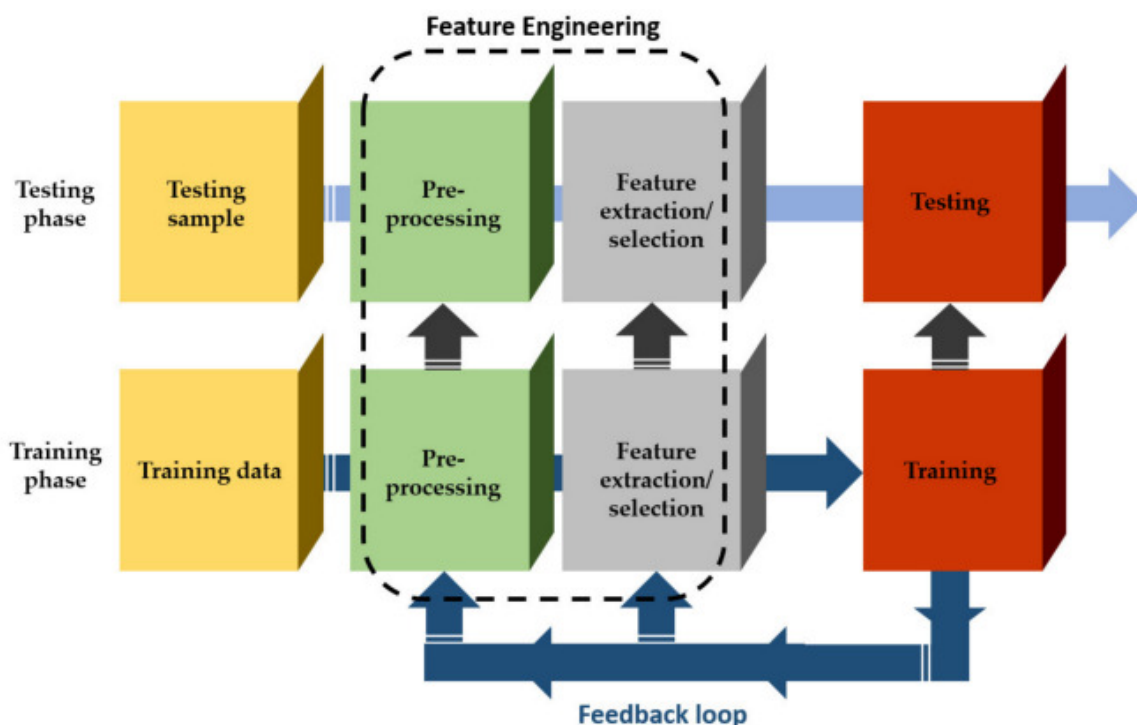 Feature Engineering
Testing
phase
Testing
sample
Pre-
processing
Feature
extraction/
selection
Testing
Training
phase
Training data
Pre-
processing
Feature
extraction/
selection
Training
Feedback loop